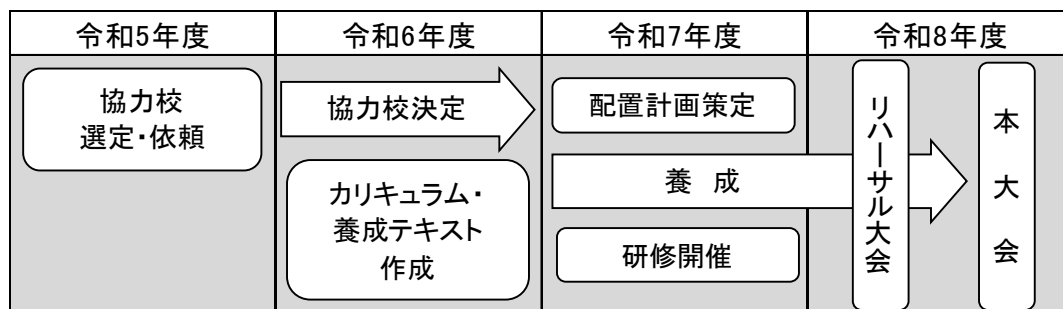 令和5年度
令和6年度
令和7年度
令和8年度
協力校
選定・依頼
協力校決定
カリキュラム・
養成テキスト
作成
配置計画策定
養 成
研修開催
リハーサル大会
本大会